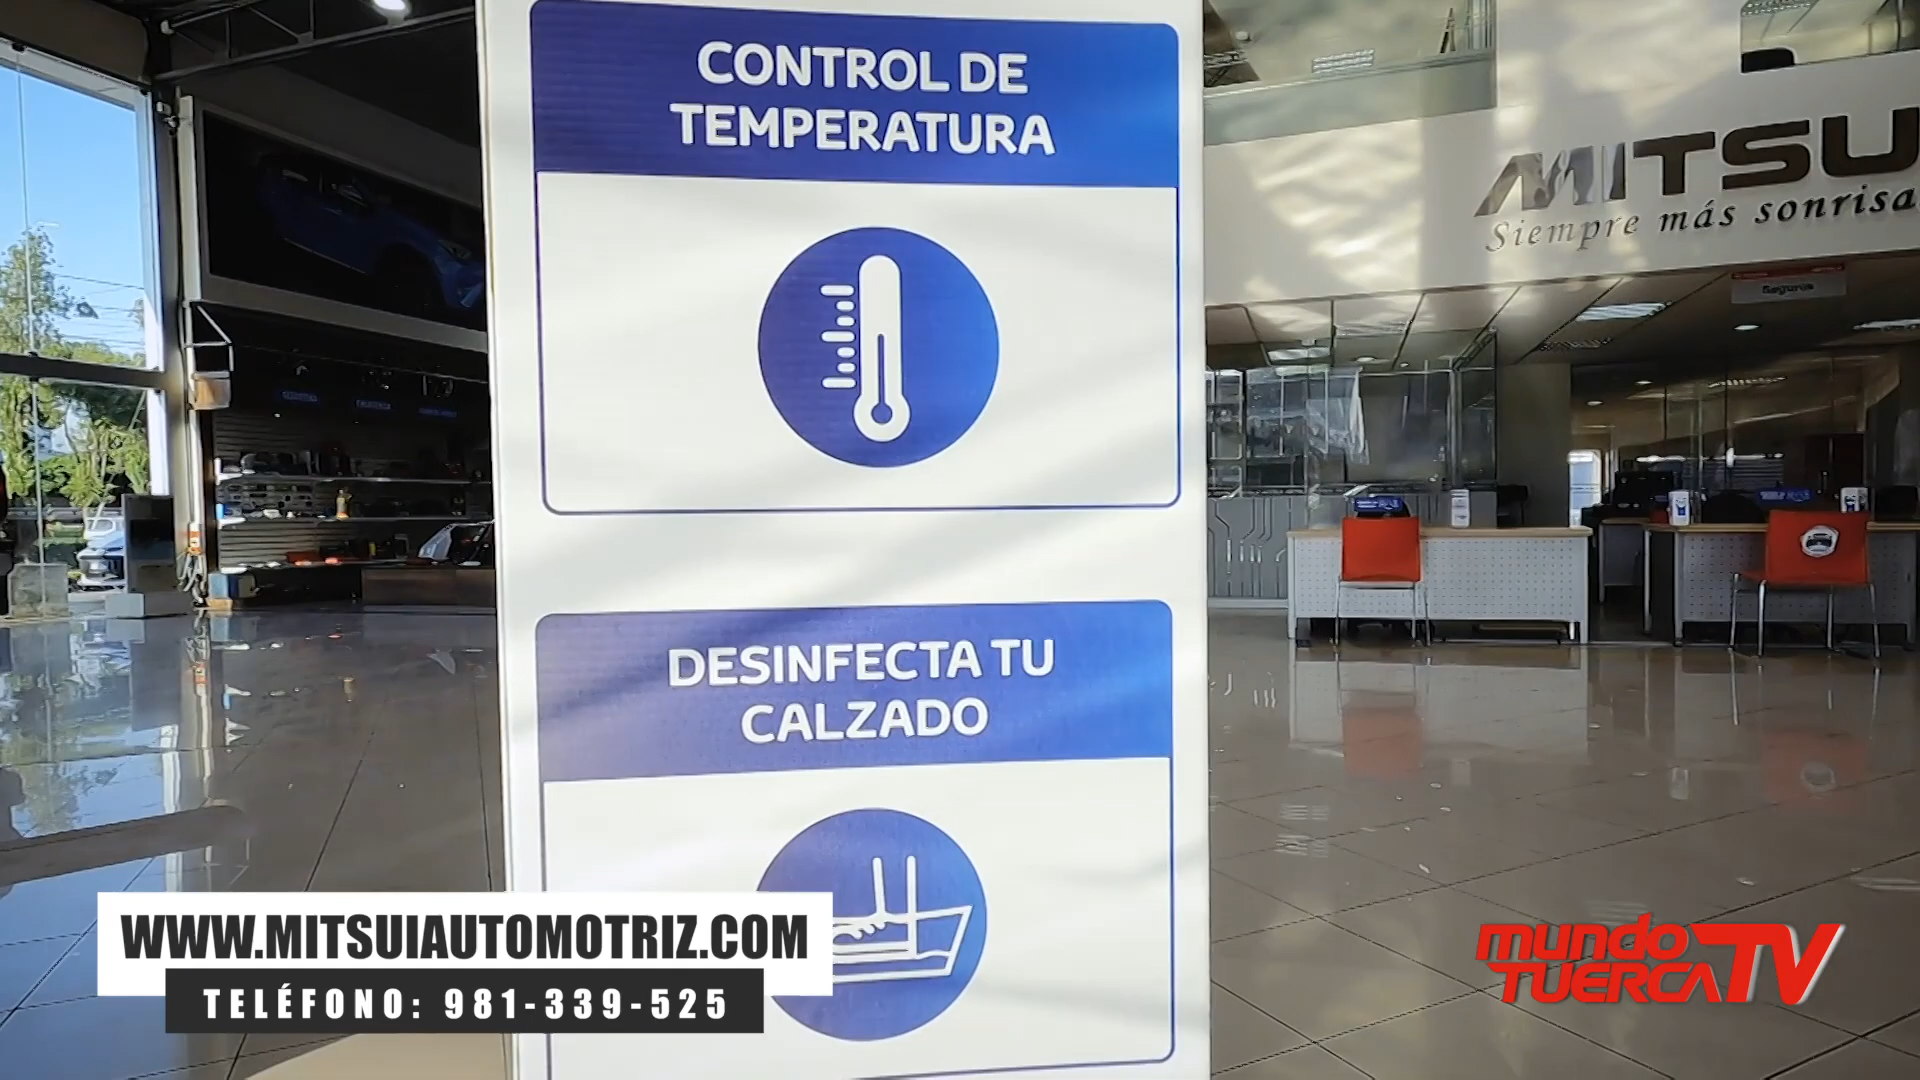 CONTROL DE
TEMPERATURA
MITSU
Siempre más sonrisa
Seguros
DESINFECTA TU
CALZADO
WWW.MITSUIAUTOMOTRIZ.COM
TELÉFONO: 981-339-525
mundo
TUERCA TV